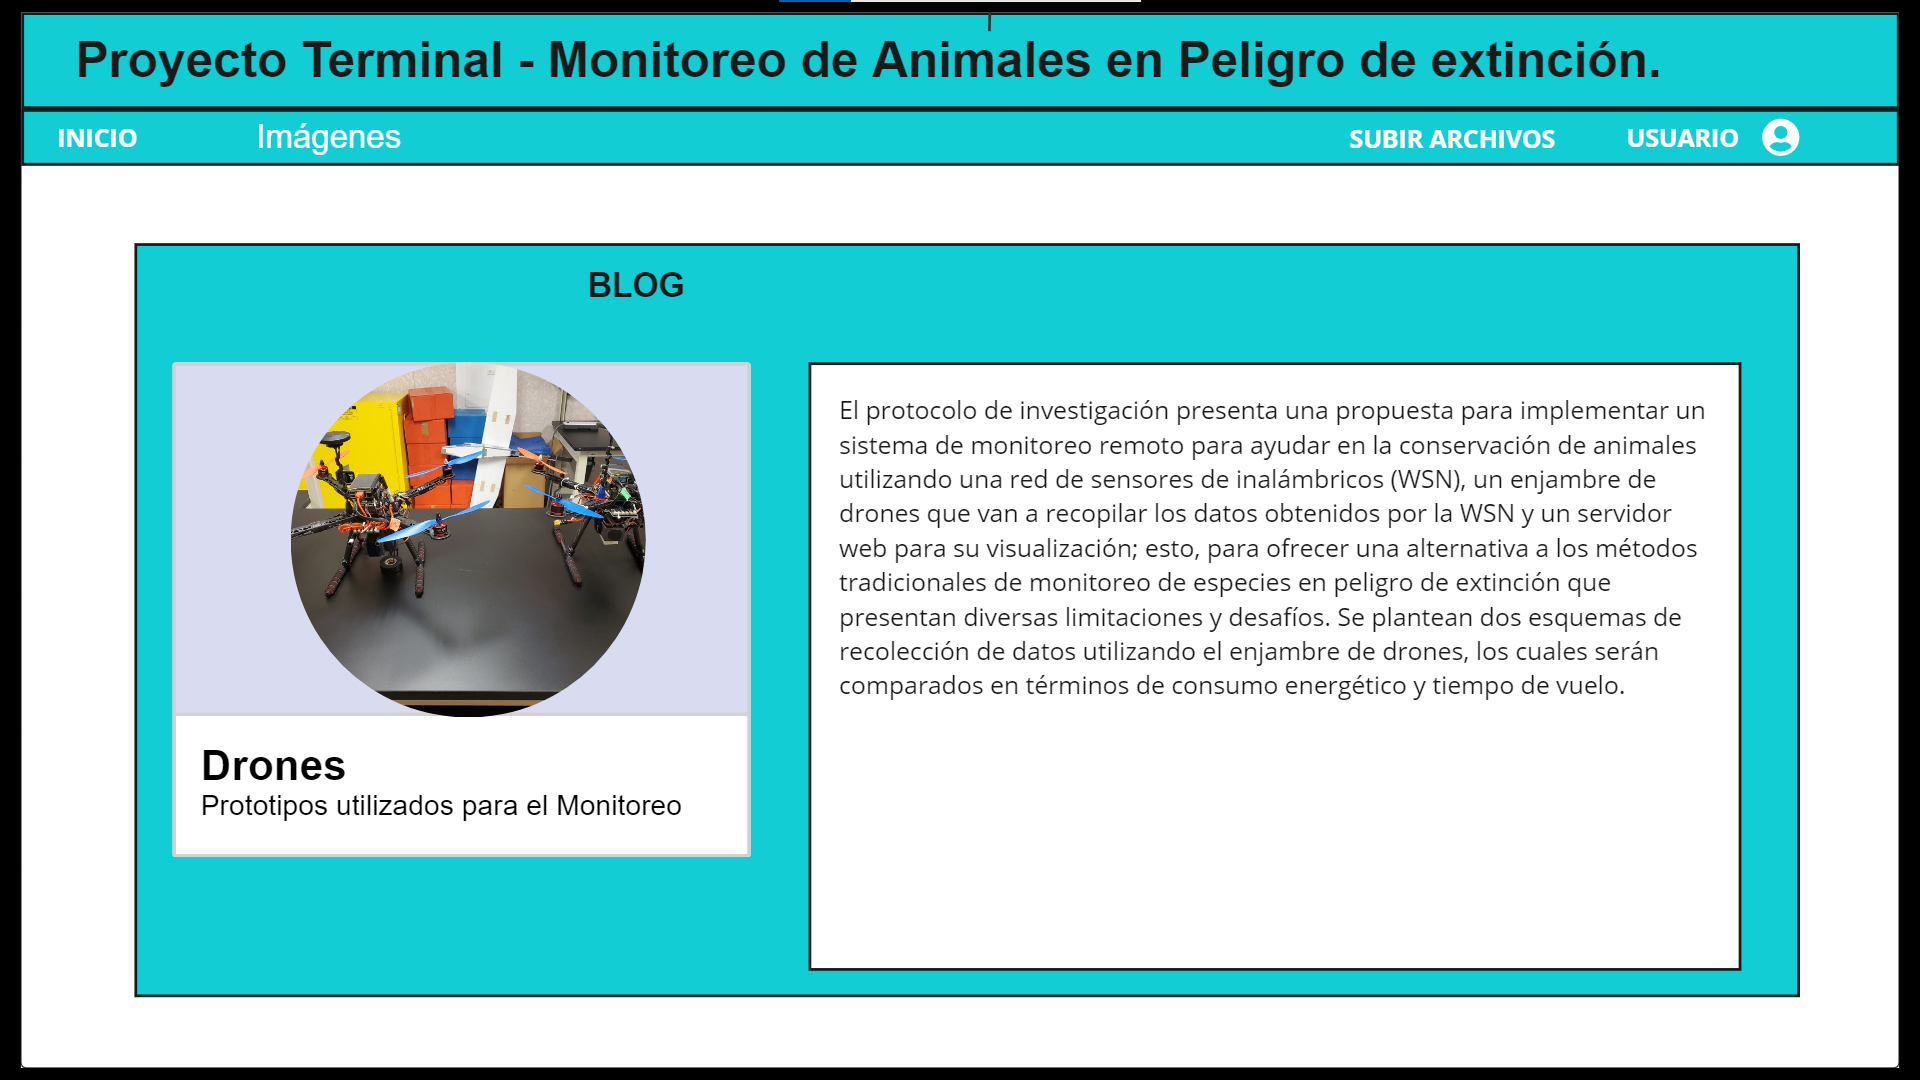 Proyecto Terminal - Monitoreo de Animales en Peligro de extinción.
INICIO
Imágenes
SUBIR ARCHIVOS
USUARIO
BLOG
Drones
Prototipos utilizados para el Monitoreo
El protocolo de investigación presenta una propuesta para implementar un
sistema de monitoreo remoto para ayudar en la conservación de animales
utilizando una red de sensores de inalámbricos (WSN), un enjambre de
drones que van a recopilar los datos obtenidos por la WSN y un servidor
web para su visualización; esto, para ofrecer una alternativa a los métodos
tradicionales de monitoreo de especies en peligro de extinción que
presentan diversas limitaciones y desafíos. Se plantean dos esquemas de
recolección de datos utilizando el enjambre de drones, los cuales serán
comparados en términos de consumo energético y tiempo de vuelo.